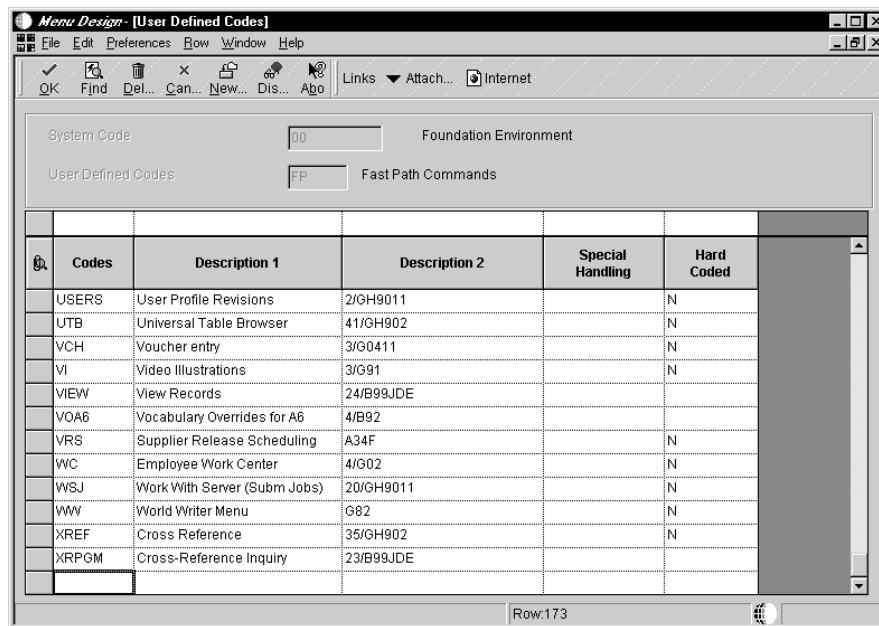 Menu Design - [User Defined Codes]
File Edit Preferences Row Window Help
OK Find Del... Can... New... Dis... Abo Links Attach... Internet
System Code 00 Foundation Environment
User Defined Codes FP Fast Path Commands
Codes Description 1 Description 2 Special Handling Hard Coded
USERS User Profile Revisions 2/GH9011 N
UTB Universal Table Browser 41/GH902 N
VCH Voucher entry 3/G0411 N
VI Video Illustrations 3/G91 N
VIEW View Records 24/B99JDE
VOA6 Vocabulary Overrides for A6 4/B92
VRS Supplier Release Scheduling A34F N
WC Employee Work Center 4/G02 N
WSJ Work With Server (Subm Jobs) 20/GH9011 N
WW World Writer Menu G82 N
XREF Cross Reference 35/GH902 N
XRPGM Cross-Reference Inquiry 23/B99JDE
Row:173